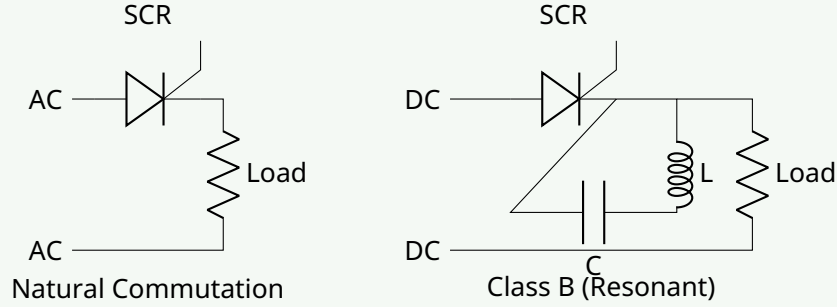 SCR
AC
Load
AC
Natural Commutation
SCR
DC
L
Load
DC
C
Class B (Resonant)